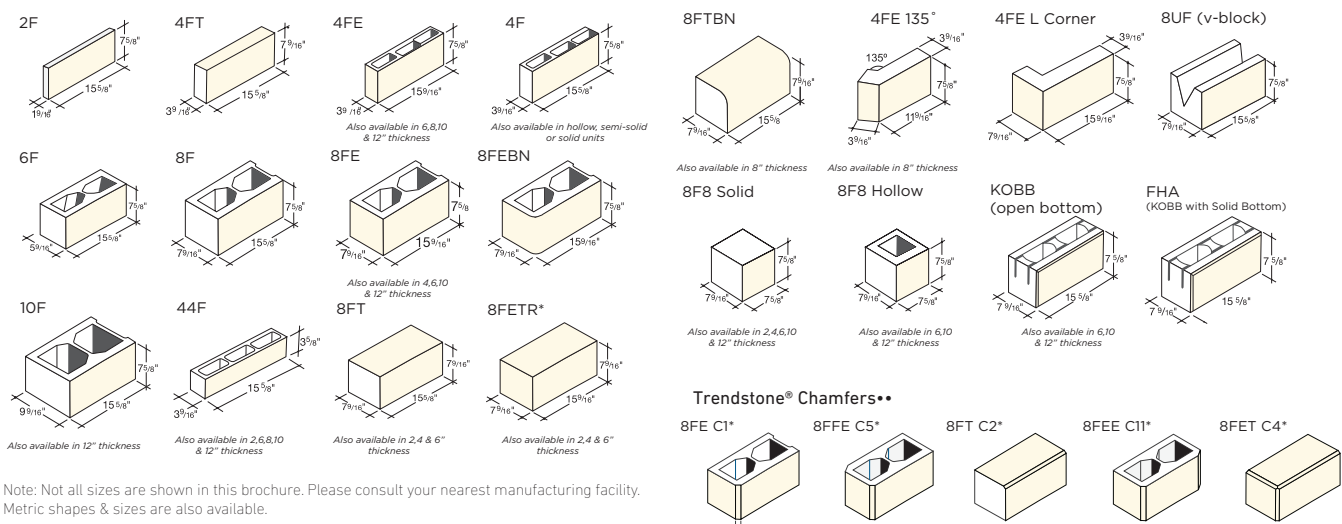 2F
7⁵⁄₈"
1⁹⁄₁₆"
15⁵⁄₈"
4FT
7⁹⁄₁₆"
3⁹⁄₁₆"
15⁵⁄₈"
4FE
7⁵⁄₈"
3⁹⁄₁₆"
15⁹⁄₁₆"
Also available in 6,8,10
& 12" thickness
4F
7⁵⁄₈"
3⁹⁄₁₆"
15⁵⁄₈"
Also available in hollow, semi-solid
or solid units
6F
7⁵⁄₈"
5⁹⁄₁₆"
15⁵⁄₈"
8F
7⁵⁄₈"
7⁹⁄₁₆"
15⁵⁄₈"
8FE
7⁵⁄₈
7⁹⁄₁₆"
15⁹⁄₁₆"
Also available in 4,6,10
& 12" thickness
8FEBN
7⁵⁄₈"
7⁹⁄₁₆"
15⁹⁄₁₆"
10F
7⁵⁄₈"
9⁹⁄₁₆"
15⁵⁄₈"
Also available in 12" thickness
44F
3⁵⁄₈"
3⁹⁄₁₆"
15⁵⁄₈"
Also available in 2,6,8,10
& 12" thickness
8FT
7⁹⁄₁₆"
7⁹⁄₁₆"
15⁵⁄₈"
Also available in 2,4 & 6"
thickness
8FETR*
7⁹⁄₁₆"
7⁹⁄₁₆"
15⁹⁄₁₆"
Also available in 2,4 & 6"
thickness
Note: Not all sizes are shown in this brochure. Please consult your nearest manufacturing facility.
Metric shapes & sizes are also available.
8FTBN
7⁹⁄₁₆"
7⁹⁄₁₆"
15⁵⁄₈
Also available in 8" thickness
4FE 135°
3⁹⁄₁₆"
135°
7⁵⁄₈"
11⁹⁄₁₆"
3⁹⁄₁₆"
Also available in 8" thickness
4FE L Corner
3⁹⁄₁₆"
7⁵⁄₈"
7⁹⁄₁₆"
15⁹⁄₁₆"
8UF (v-block)
7⁵⁄₈"
7⁹⁄₁₆"
15⁵⁄₈"
8F8 Solid
7⁵⁄₈"
7⁹⁄₁₆"
7⁵⁄₈"
Also available in 2,4,6,10
& 12" thickness
8F8 Hollow
7⁵⁄₈"
7⁹⁄₁₆"
7⁵⁄₈"
Also available in 6,10
& 12" thickness
KOBB
(open bottom)
7 ⁵⁄₈"
7 ⁹⁄₁₆"
15 ⁵⁄₈"
Also available in 6,10
& 12" thickness
FHA
(KOBB with Solid Bottom)
7 ⁵⁄₈"
7 ⁹⁄₁₆"
15 ⁵⁄₈"
Trendstone® Chamfers••
8FE C1*
8FFE C5*
8FT C2*
8FEE C11*
8FET C4*